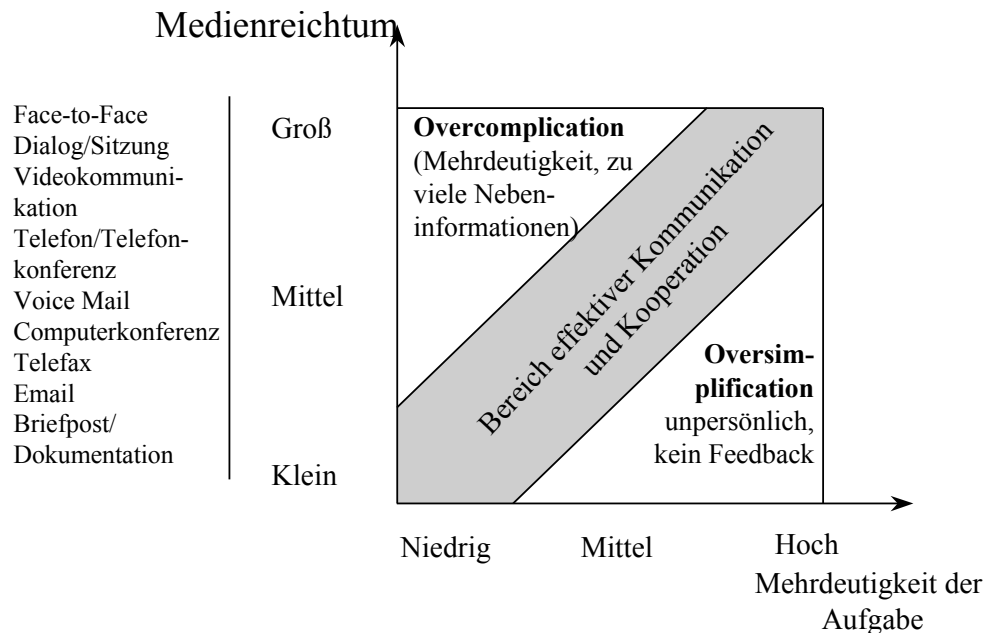 Medienreichtum
Face-to-Face
Dialog/Sitzung
Videokommuni-
kation
Telefon/Telefon-
konferenz
Voice Mail
Computerkonferenz
Telefax
Email
Briefpost/
Dokumentation
Groß
Mittel
Klein
Overcomplication
(Mehrdeutigkeit, zu
viele Neben-
informationen)
Bereich effektiver Kommunikation
und Kooperation
Oversim-
plification
unpersönlich,
kein Feedback
Niedrig
Mittel
Hoch
Mehrdeutigkeit der
Aufgabe